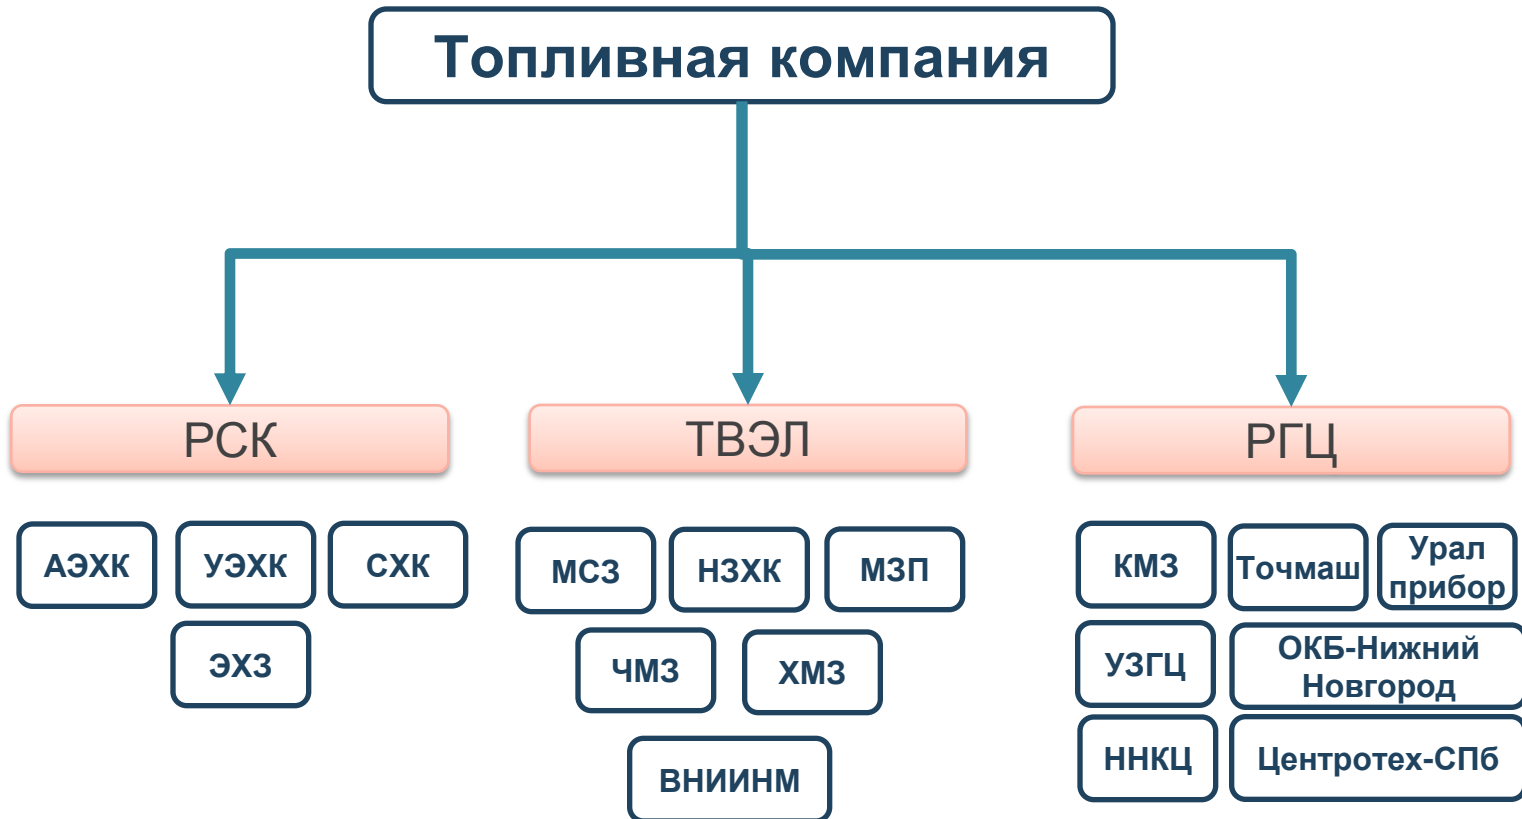 Топливная компания
РСК
ТВЭЛ
РГЦ
АЭХК
УЭХК
СХК
ЭХЗ
МСЗ
НЗХК
МЗП
ЧМЗ
ХМЗ
ВНИИНМ
КМЗ
Точмаш
Урал
прибор
УЗГЦ
ОКБ-Нижний
Новгород
ННКЦ
Центротех-СПб